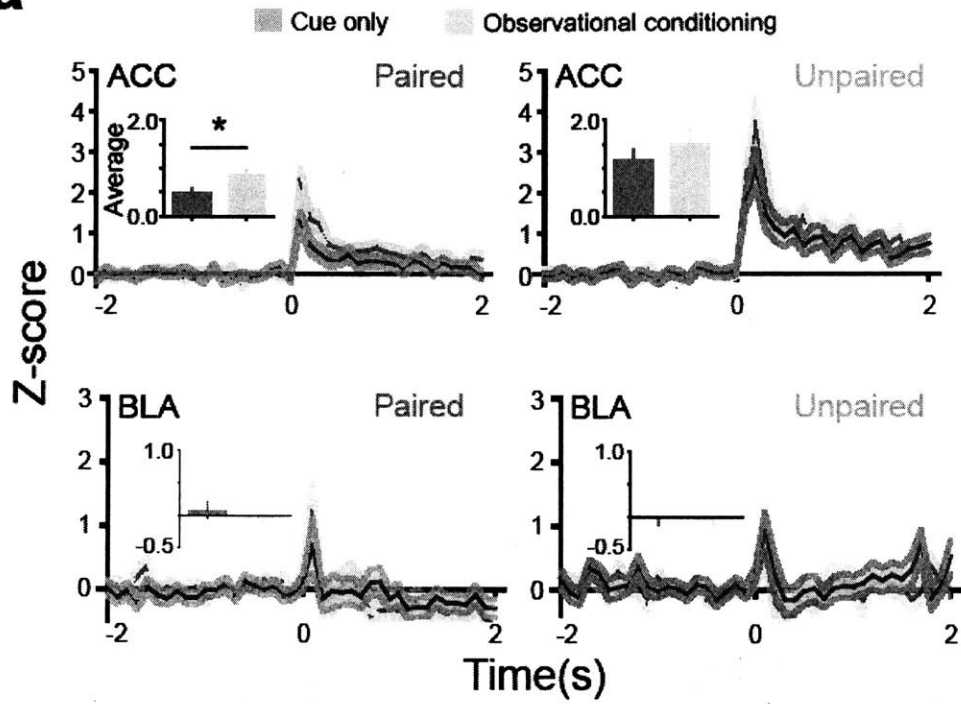 a
Cue only Observational conditioning
5 ACC Paired
4
3
2
1
0
Average
2.0
0.0
*
-2 0 2
5 ACC Unpaired
4
3
2
1
0
2.0
0.0
-2 0 2
Z-score
3 BLA Paired
2
1
0
1.0
-0.5
-2 0 2
3 BLA Unpaired
2
1
0
1.0
-0.5
-2 0 2
Time(s)